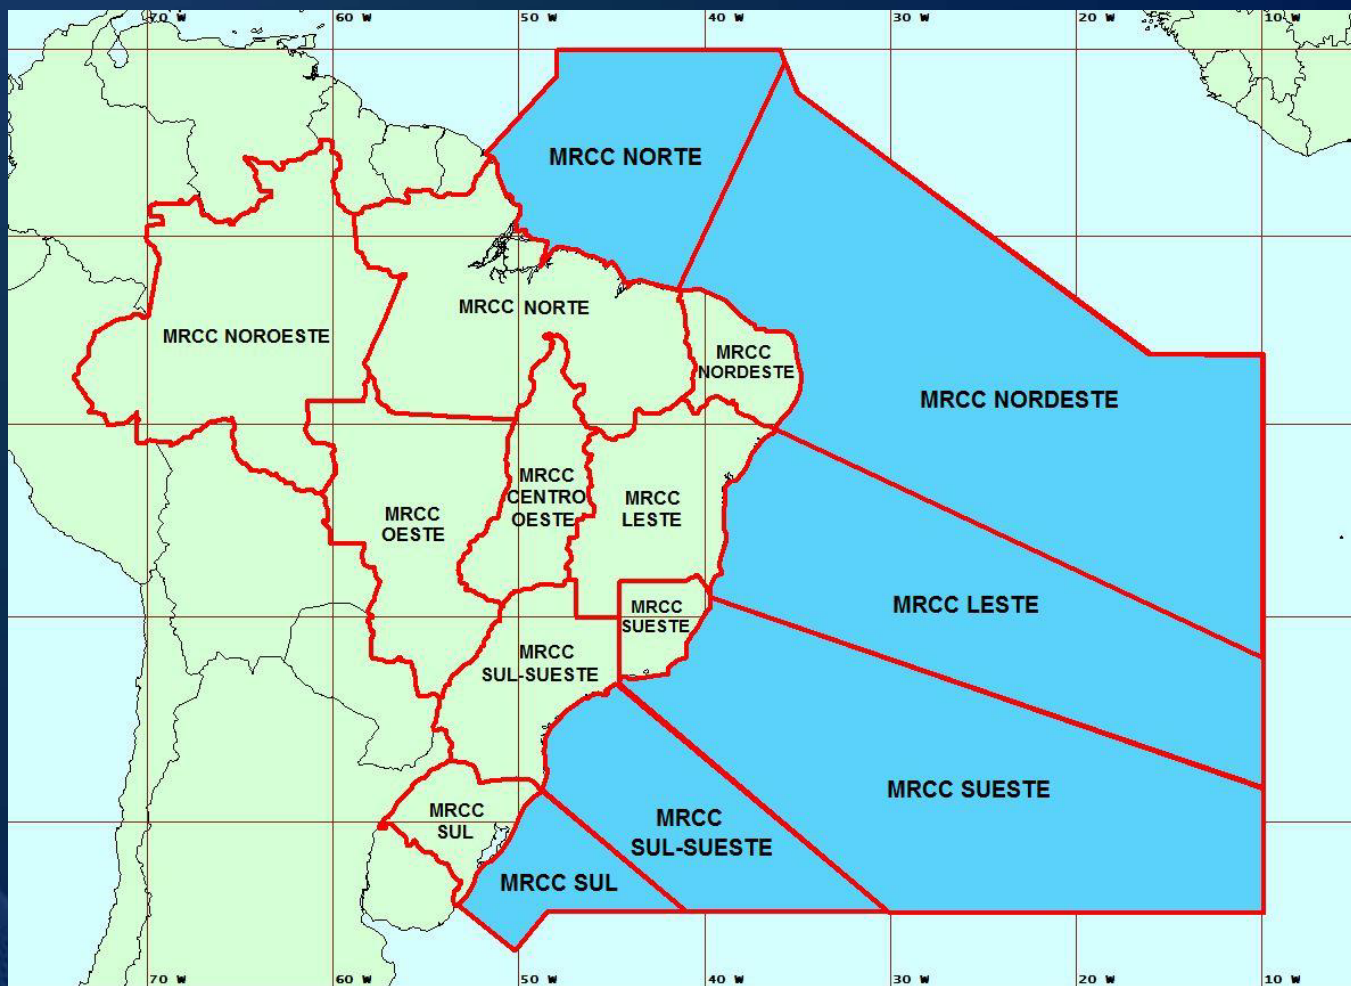 70 W 60 W 50 W 40 W 30 W 20 W 10 W
MRCC NORTE
MRCC NORTE
MRCC NOROESTE
MRCC
NORDESTE
MRCC NORDESTE
MRCC
CENTRO
OESTE
MRCC
LESTE
MRCC
OESTE
MRCC LESTE
MRCC
SUESTE
MRCC
SUL-SUESTE
MRCC SUESTE
MRCC
SUL
MRCC
SUL-SUESTE
MRCC SUL
70 W 60 W 50 W 40 W 30 W 20 W 10 W